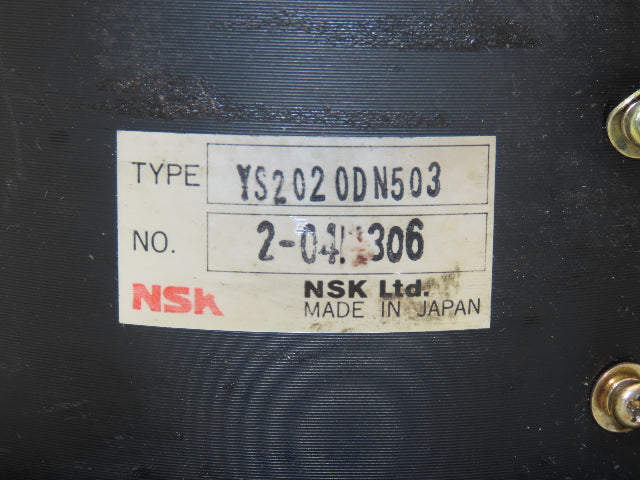 TYPE YS2020DN503
NO.
NSK NSK Ltd.
MADE IN JAPAN